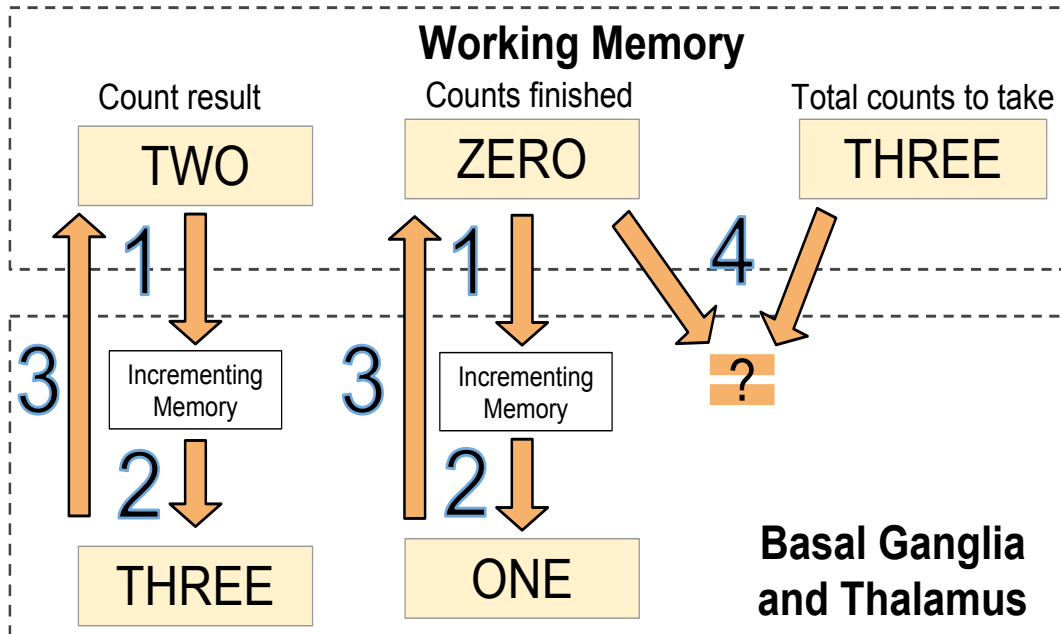 Working Memory
Count result
Counts finished
Total counts to take
TWO
ZERO
THREE
1
1
4
3
3
Incrementing
Memory
Incrementing
Memory
?
2
2
THREE
ONE
Basal Ganglia
and Thalamus